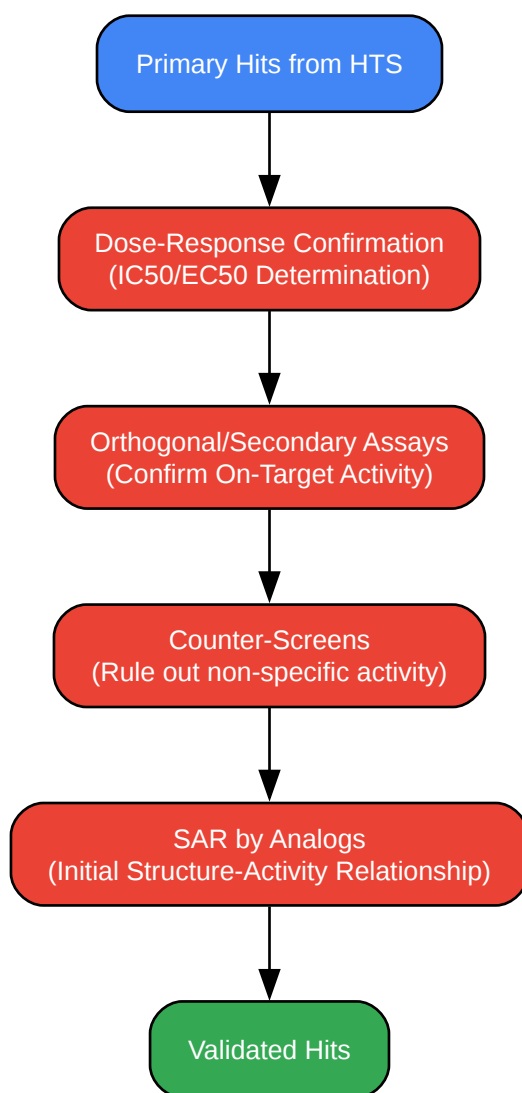 Primary Hits from HTS
Dose-Response Confirmation
(IC50/EC50 Determination)
Orthogonal/Secondary Assays
(Confirm On-Target Activity)
Counter-Screens
(Rule out non-specific activity)
SAR by Analogs
(Initial Structure-Activity Relationship)
Validated Hits